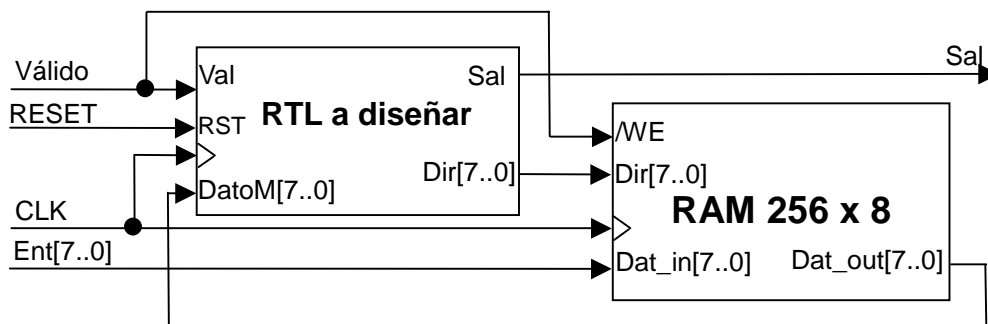 Válido
RESET
CLK
Ent[7..0]
Val
RTL a diseñar
RST
DatoM[7..0]
Sal
Dir[7..0]
Sal
/WE
Dir[7..0]
RAM 256 x 8
Dat_in[7..0]
Dat_out[7..0]